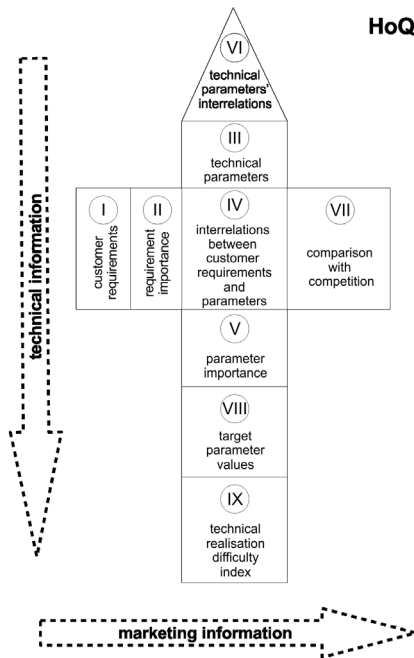 HoQ
VI
technical
parameters'
interrelations
III
technical
parameters
I
customer
requirements
II
requirement
importance
IV
interrelations
between
customer
requirements
and
parameters
VII
comparison
with
competition
V
parameter
importance
VIII
target
parameter
values
IX
technical
realisation
difficulty
index
technical information
marketing information